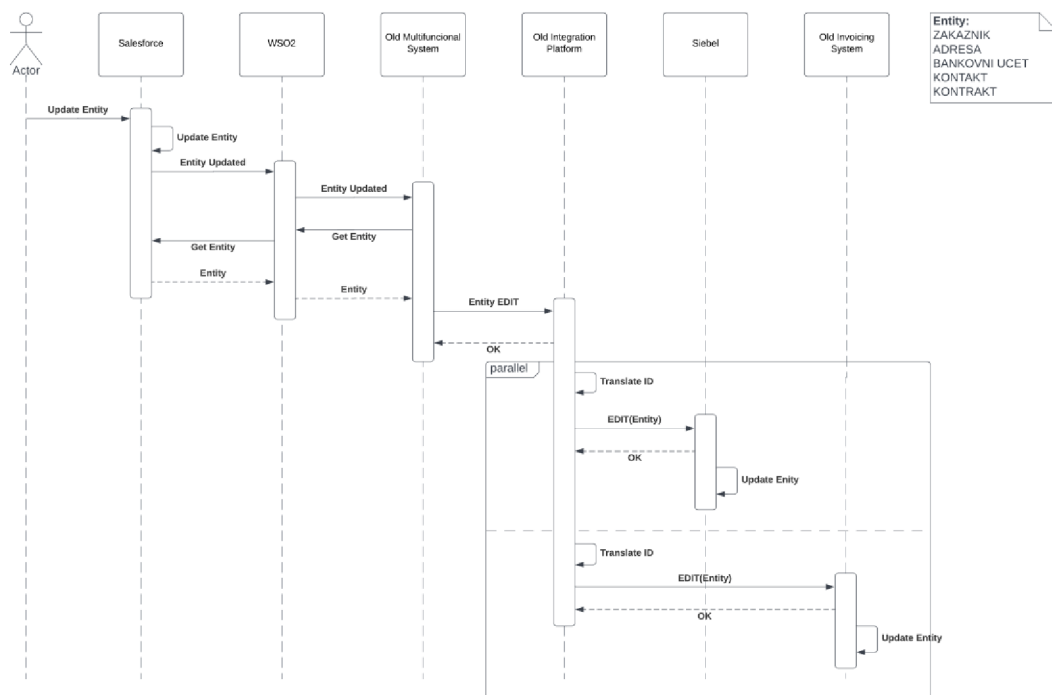 Actor
Salesforce
WSO2
Old Multifuncional
System
Old Integration
Platform
Siebel
Old Invoicing
System
Entity:
ZAKAZNIK
ADRESA
BANKOVNI UCET
KONTAKT
KONTRAKT
Update Entity
Update Entity
Entity Updated
Entity Updated
Get Entity
Get Entity
Entity
Entity
Entity EDIT
OK
parallel
Translate ID
EDIT(Entity)
OK
Update Enity
Translate ID
EDIT(Entity)
OK
Update Entity